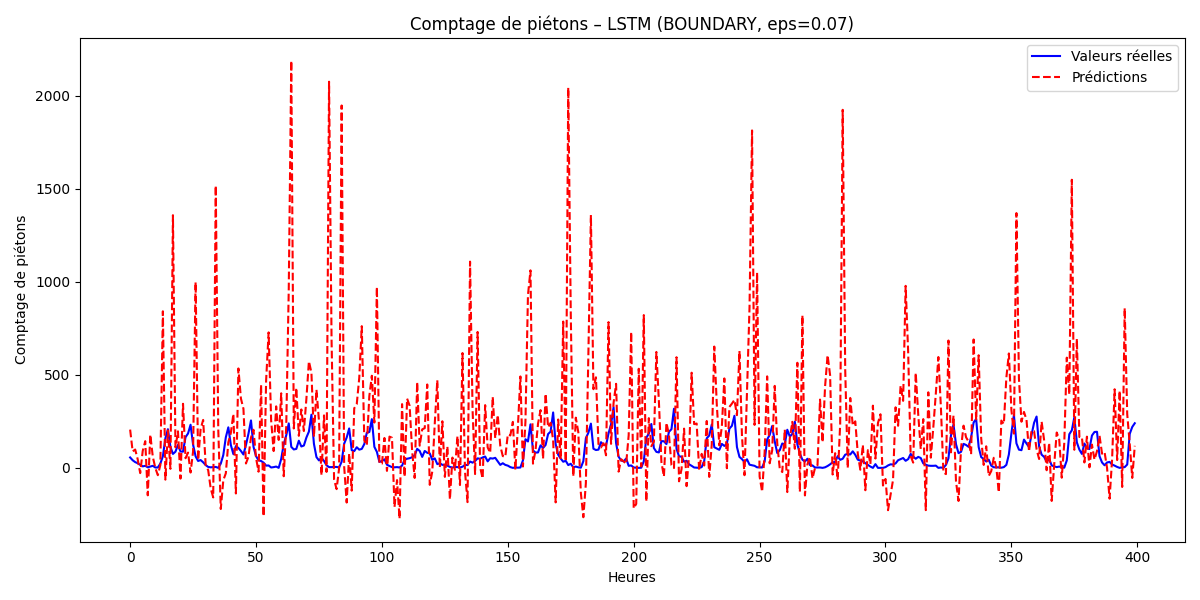 Comptage de piétons – LSTM (BOUNDARY, eps=0.07)
Valeurs réelles
Prédictions
Comptage de piétons
2000
1500
1000
500
0
0 50 100 150 200 250 300 350 400
Heures